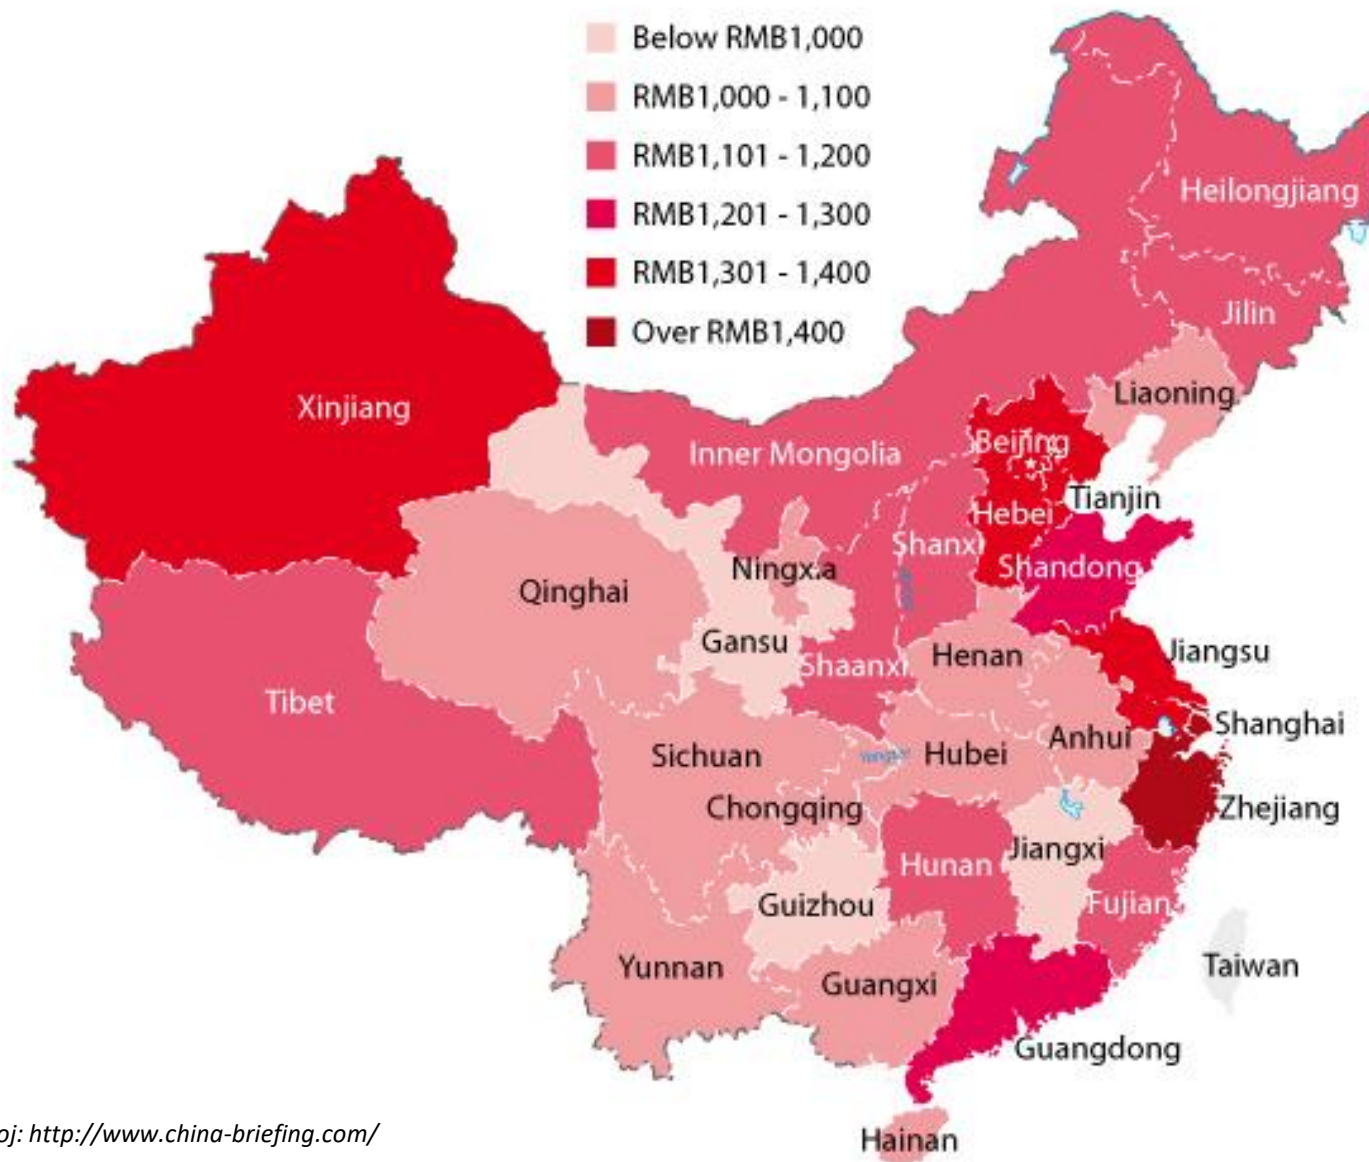 Below RMB1,000
RMB1,000 - 1,100
RMB1,101 - 1,200
RMB1,201 - 1,300
RMB1,301 - 1,400
Over RMB1,400
Heilongjiang
Jilin
Liaoning
Xinjiang
Inner Mongolia
Beijing
Tianjin
Hebei
Shanxi
Shandong
Ningxia
Qinghai
Gansu
Shaanxi
Henan
Jiangsu
Tibet
Shanghai
Sichuan
Hubei
Anhui
Chongqing
Zhejiang
Jiangxi
Hunan
Guizhou
Fujian
Yunnan
Guangxi
Taiwan
Guangdong
Hainan
oj: http://www.china-briefing.com/